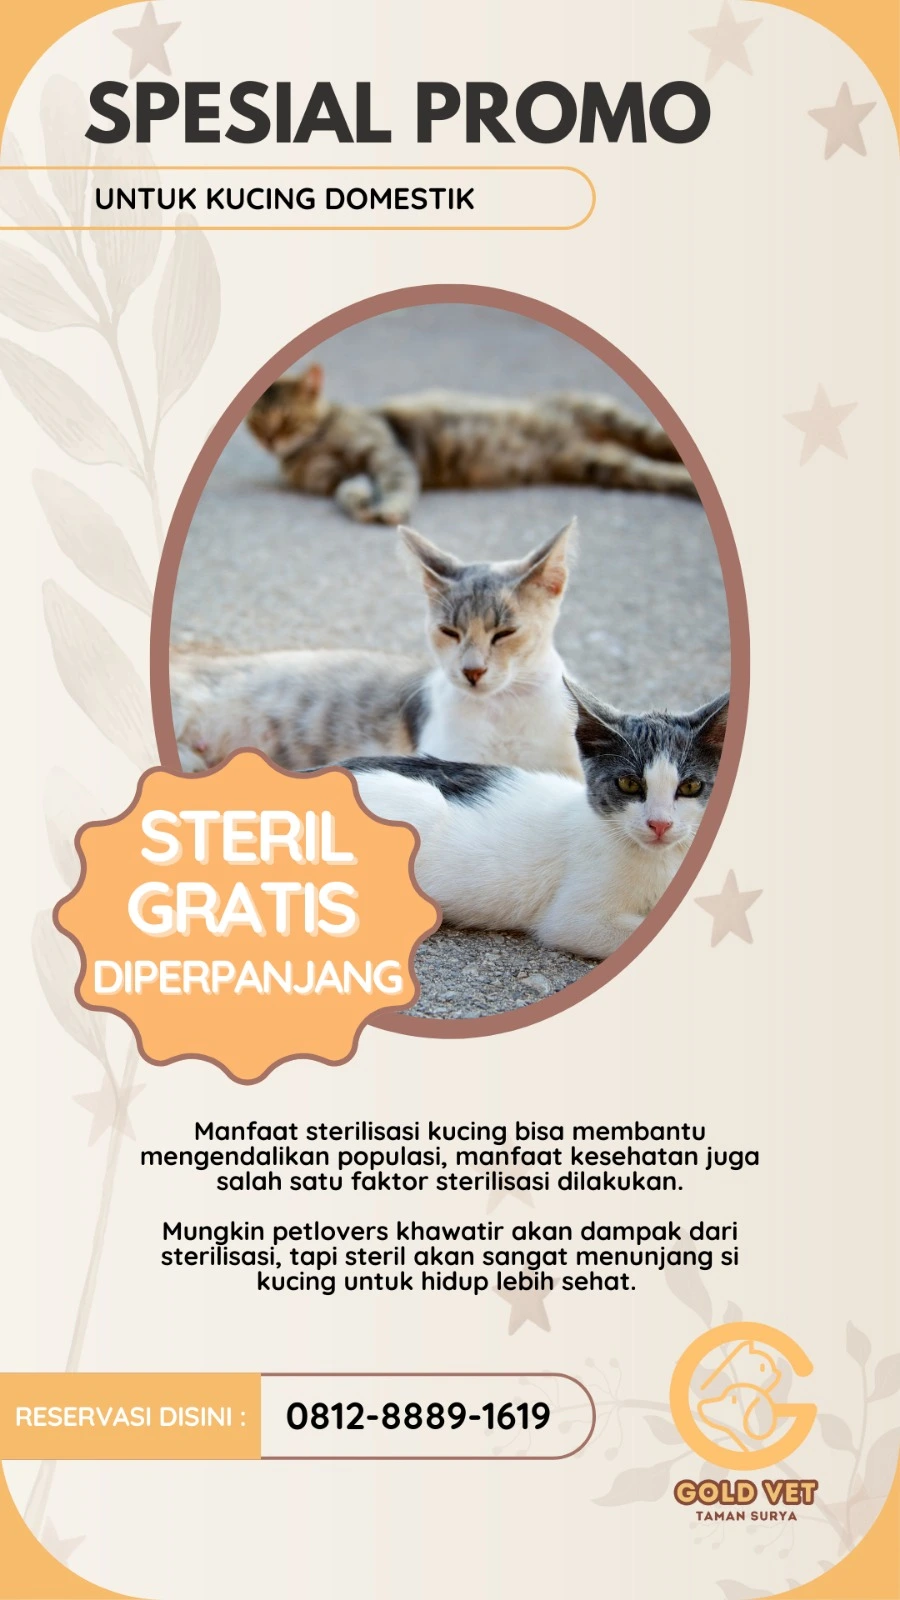 SPESIAL PROMO
UNTUK KUCING DOMESTIK
STERIL
GRATIS
DIPERPANJANG
Manfaat sterilisasi kucing bisa membantu
mengendalikan populasi, manfaat kesehatan juga
salah satu faktor sterilisasi dilakukan.
Mungkin petlovers khawatir akan dampak dari
sterilisasi, tapi steril akan sangat menunjang si
kucing untuk hidup lebih sehat.
RESERVASI DISINI :
0812-8889-1619
GOLD VET
TAMAN SURYA